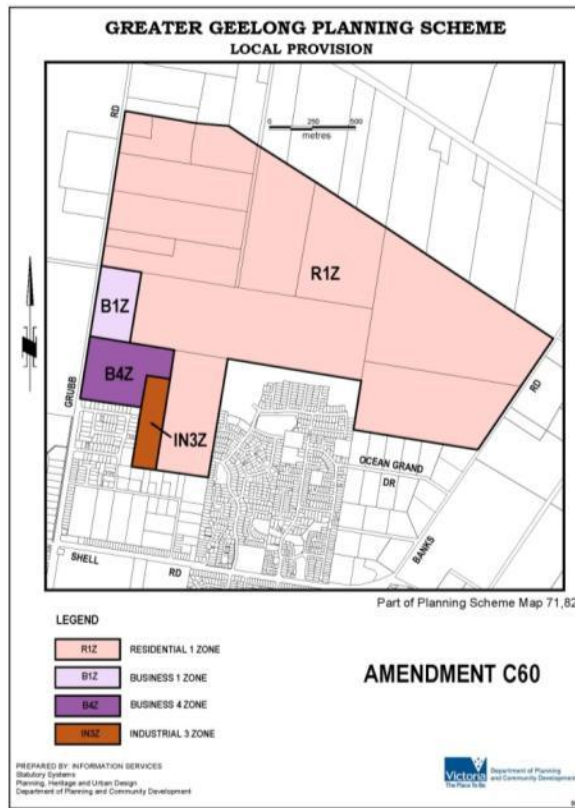 GREATER GEELONG PLANNING SCHEME
LOCAL PROVISION
RD
0 250 500
metres
R1Z
B1Z
B4Z
GRUBB
IN3Z
RD
OCEAN GRAND
DR
BANKS
SHELL
RD
Part of Planning Scheme Map 71,82
LEGEND
R1Z RESIDENTIAL 1 ZONE
B1Z BUSINESS 1 ZONE
B4Z BUSINESS 4 ZONE
IN3Z INDUSTRIAL 3 ZONE
AMENDMENT C60
PREPARED BY: INFORMATION SERVICES
Statutory Systems
Planning, Heritage and Urban Design
Department of Planning and Community Development
Victoria
The Place To Be
Department of Planning
and Community Development